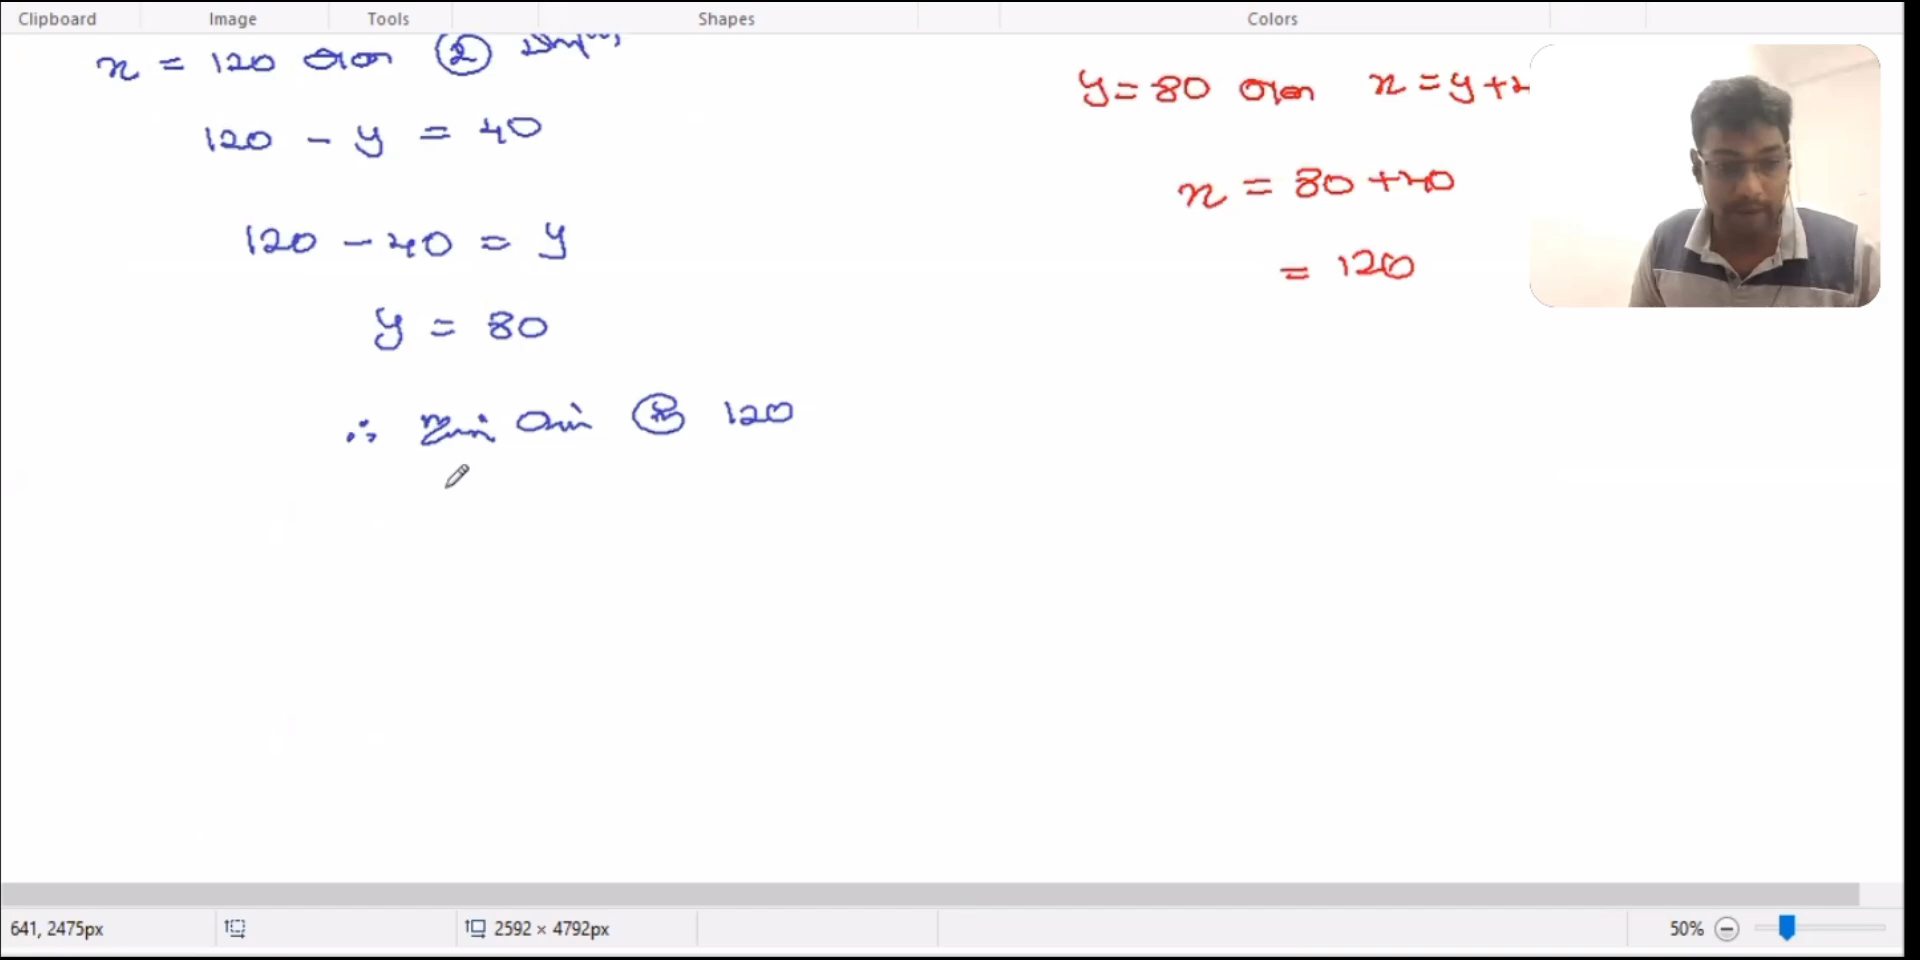 Clipboard Image Tools Shapes Colors
x = 120 ②
120 - y = 40
120 - 40 = y
y = 80
∴ 120
y = 80 x = y +
x = 80 + 40
= 120
641, 2475px 2592 × 4792px 50%